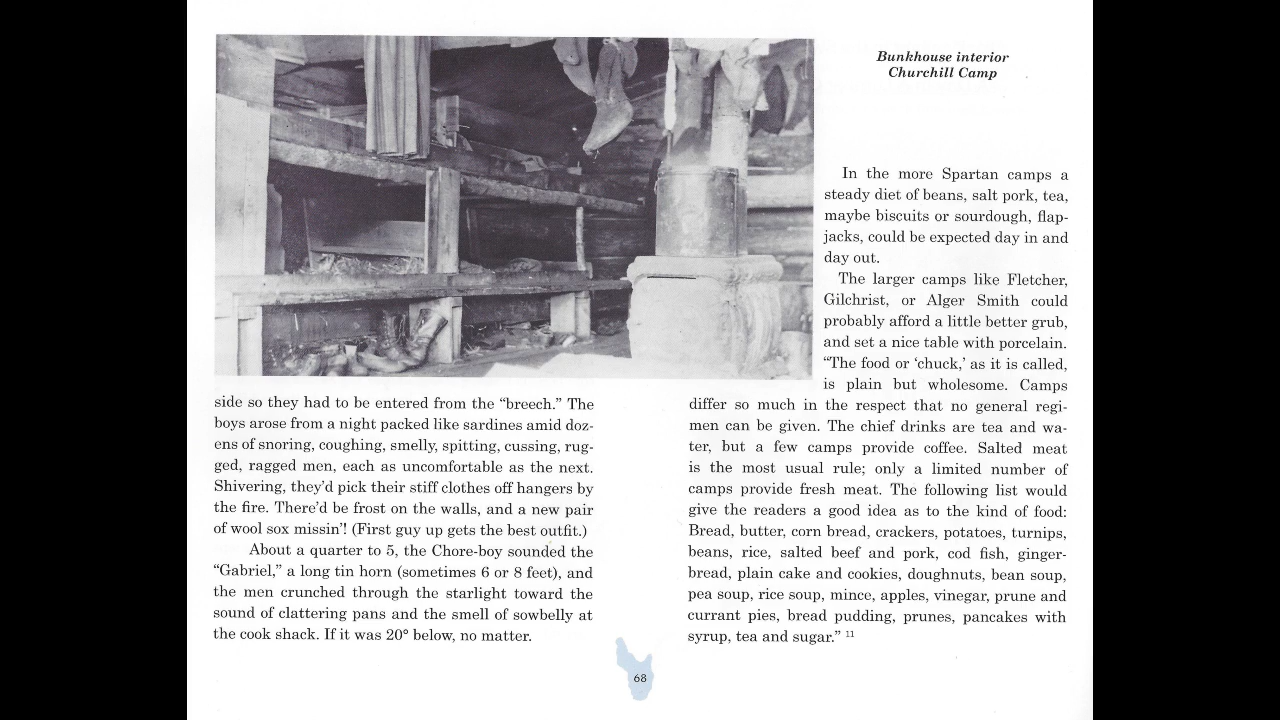 Bunkhouse interior
Churchill Camp
side so they had to be entered from the “breech.” The
boys arose from a night packed like sardines amid doz-
ens of snoring, coughing, smelly, spitting, cussing, rug-
ged, ragged men, each as uncomfortable as the next.
Shivering, they’d pick their stiff clothes off hangers by
the fire. There’d be frost on the walls, and a new pair
of wool sox missin’! (First guy up gets the best outfit.)
About a quarter to 5, the Chore-boy sounded the
“Gabriel,” a long tin horn (sometimes 6 or 8 feet), and
the men crunched through the starlight toward the
sound of clattering pans and the smell of sowbelly at
the cook shack. If it was 20° below, no matter.
In the more Spartan camps a
steady diet of beans, salt pork, tea,
maybe biscuits or sourdough, flap-
jacks, could be expected day in and
day out.
The larger camps like Fletcher,
Gilchrist, or Alger Smith could
probably afford a little better grub,
and set a nice table with porcelain.
“The food or ‘chuck,’ as it is called,
is plain but wholesome. Camps
differ so much in the respect that no general regi-
men can be given. The chief drinks are tea and wa-
ter, but a few camps provide coffee. Salted meat
is the most usual rule; only a limited number of
camps provide fresh meat. The following list would
give the readers a good idea as to the kind of food:
Bread, butter, corn bread, crackers, potatoes, turnips,
beans, rice, salted beef and pork, cod fish, ginger-
bread, plain cake and cookies, doughnuts, bean soup,
pea soup, rice soup, mince, apples, vinegar, prune and
currant pies, bread pudding, prunes, pancakes with
syrup, tea and sugar.” 11
68